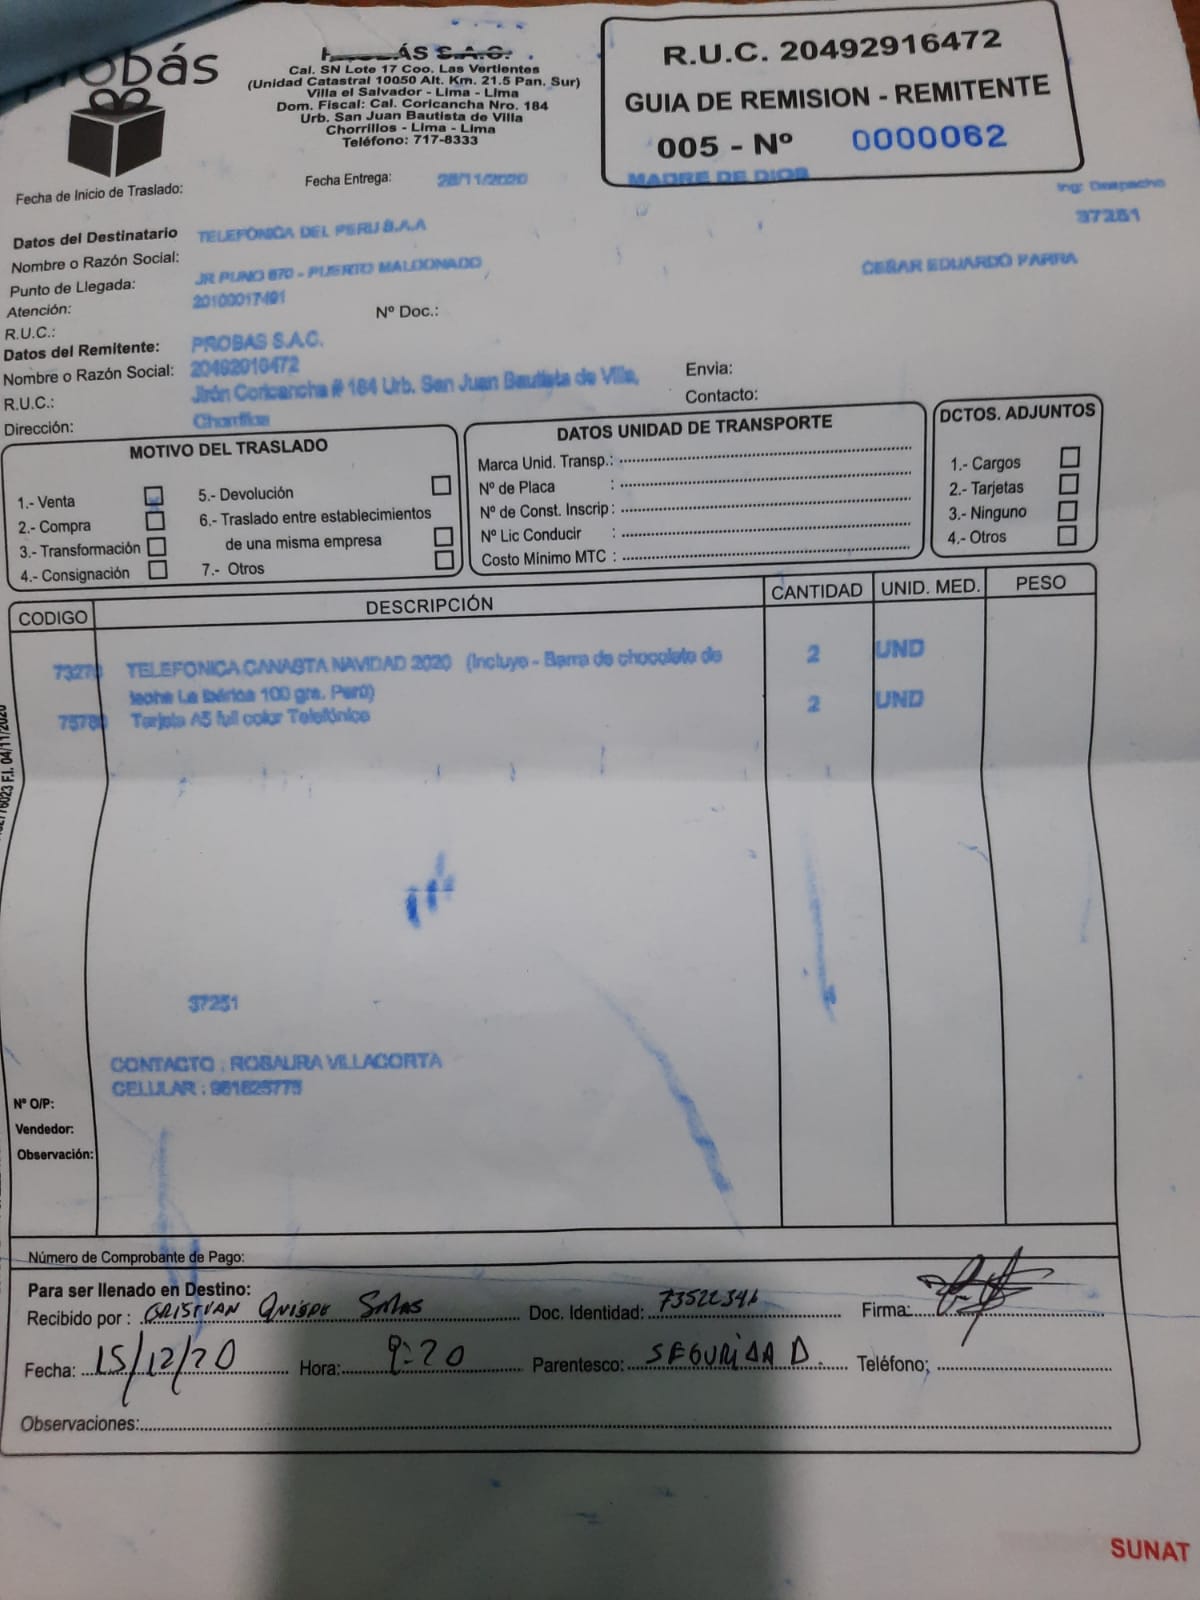 probás
Cal. SN Lote 17 Coo. Las Vertientes
(Unidad Catastral 10050 Alt. Km. 21.5 Pan. Sur)
Villa el Salvador - Lima - Lima
Dom. Fiscal: Cal. Coricancha Nro. 184
Urb. San Juan Bautista de Villa
Chorrillos - Lima - Lima
Teléfono: 717-8333
R.U.C. 20492916472
GUIA DE REMISION - REMITENTE
005 - Nº 0000062
Fecha de Inicio de Traslado:
Fecha Entrega: 28/11/2020
MADRE DE DIOS
Ing: Despacho
37251
Datos del Destinatario
Nombre o Razón Social: TELEFONICA DEL PERU S.A.A
Punto de Llegada: JR PUNO 670 - PUERTO MALDONADO
CESAR EDUARDO PARRA
Atención:
R.U.C.: 20100017491
Nº Doc.:
Datos del Remitente:
Nombre o Razón Social: PROBAS S.A.C.
R.U.C.: 20492916472
Dirección: Jirón Coricancha # 184 Urb. San Juan Bautista de Villa,
Chorrillos
Envia:
Contacto:
MOTIVO DEL TRASLADO
1.- Venta
2.- Compra
3.- Transformación
4.- Consignación
5.- Devolución
6.- Traslado entre establecimientos
de una misma empresa
7.- Otros
DATOS UNIDAD DE TRANSPORTE
Marca Unid. Transp.:
Nº de Placa :
Nº de Const. Inscrip :
Nº Lic Conducir :
Costo Mínimo MTC :
DCTOS. ADJUNTOS
1.- Cargos
2.- Tarjetas
3.- Ninguno
4.- Otros
CODIGO DESCRIPCIÓN CANTIDAD UNID. MED. PESO
TELEFONICA CANASTA NAVIDAD 2020 (Incluye - Barra de chocolate de 2 UND
leche La Ibérica 100 grs. Perú)
Tarjeta A5 full color Telefónica 2 UND
37251
CONTACTO : ROSAURA VILLACORTA
CELULAR : 961625775
Nº O/P:
Vendedor:
Observación:
Número de Comprobante de Pago:
Para ser llenado en Destino:
Recibido por : CRISTVAN QUISPE SALAS Doc. Identidad: Firma:
Fecha: 15/12/20 Hora: 9:20 Parentesco: SEGURIDAD. Teléfono;
Observaciones:
SUNAT